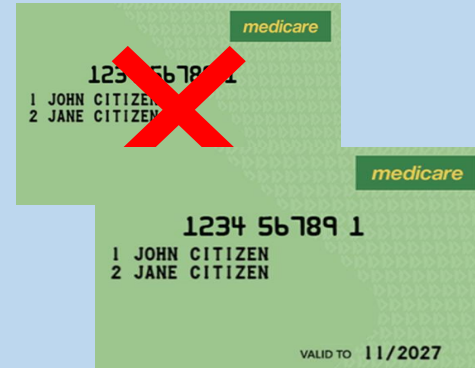 medicare
1 JOHN CITIZEN
2 JANE CITIZEN
medicare
1234 56789 1
1 JOHN CITIZEN
2 JANE CITIZEN
VALID TO 11/2027